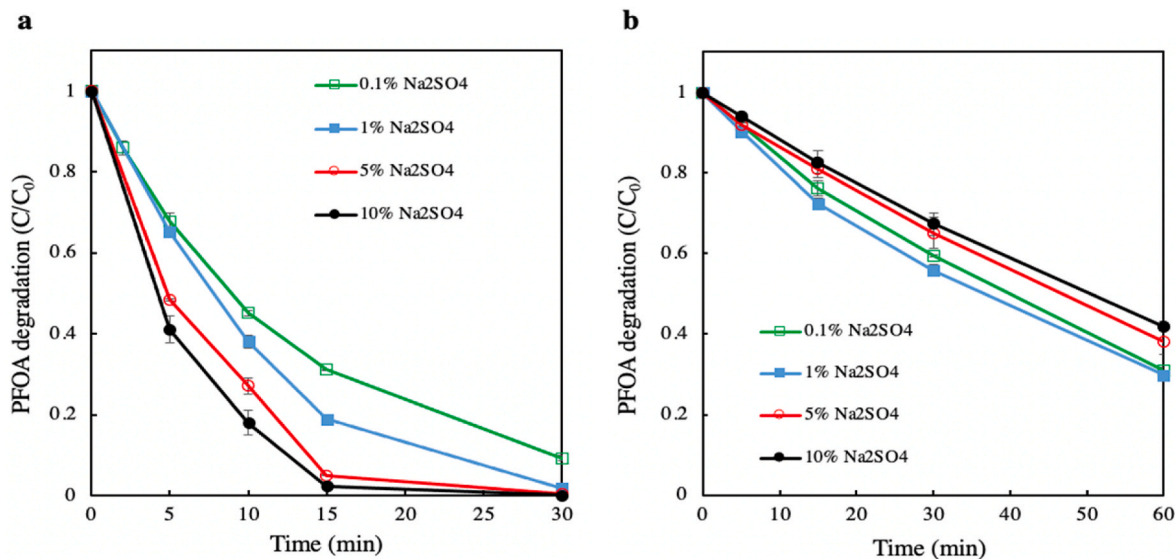 a
PFOA degradation (C/C₀)
1
0.8
0.6
0.4
0.2
0
0 5 10 15 20 25 30
Time (min)
0.1% Na2SO4
1% Na2SO4
5% Na2SO4
10% Na2SO4
b
PFOA degradation (C/C₀)
1
0.8
0.6
0.4
0.2
0
0 10 20 30 40 50 60
Time (min)
0.1% Na2SO4
1% Na2SO4
5% Na2SO4
10% Na2SO4